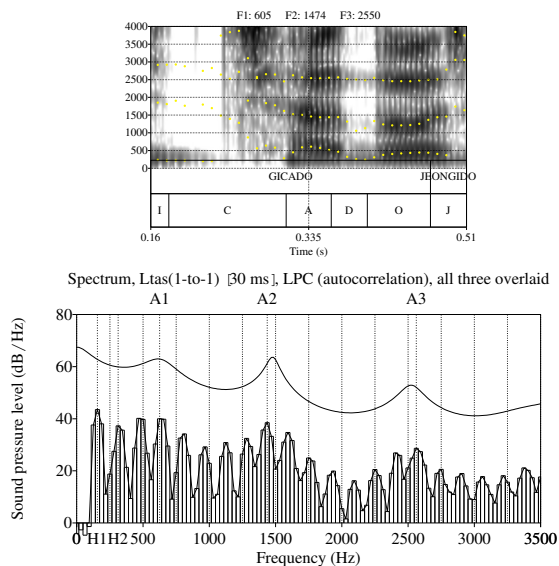 F1: 605 F2: 1474 F3: 2550
4000
3500
3000
2500
2000
1500
1000
500
0
GICADO JEONGIDO
I C A D O J
0.16 0.335 0.51
Time (s)
Spectrum, Ltas(1-to-1) [30 ms], LPC (autocorrelation), all three overlaid
A1 A2 A3
80
60
40
20
0
Sound pressure level (dB / Hz)
0 H1 H2 500 1000 1500 2000 2500 3000 3500
Frequency (Hz)